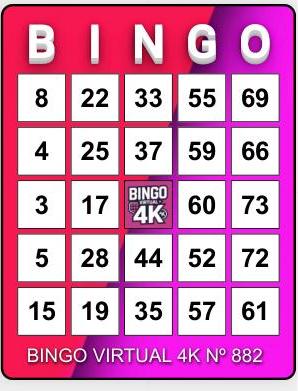 B I N G O
8 22 33 55 69
4 25 37 59 66
3 17 BINGO VIRTUAL 4K 60 73
5 28 44 52 72
15 19 35 57 61
BINGO VIRTUAL 4K Nº 882